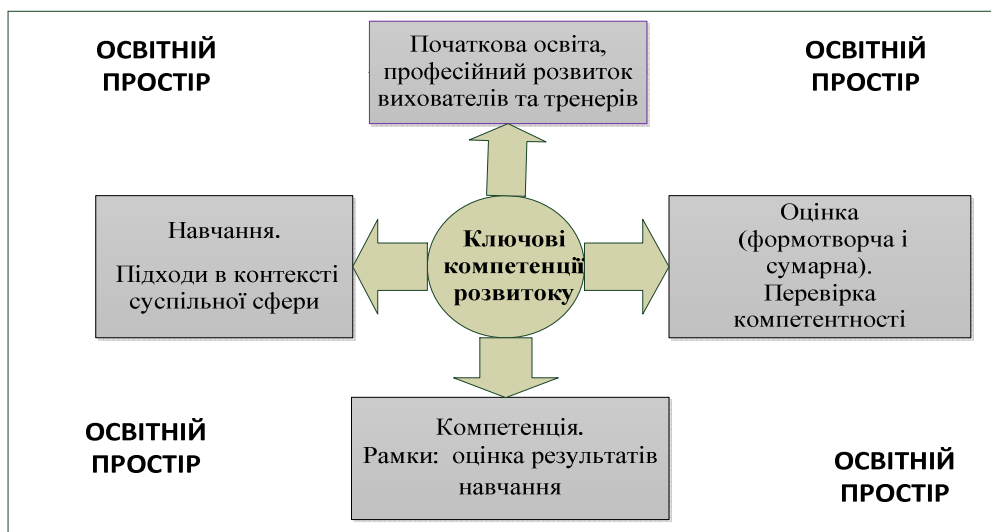 ОСВІТНІЙ
ПРОСТІР
Початкова освіта,
професійний розвиток
вихователів та тренерів
ОСВІТНІЙ
ПРОСТІР
Навчання.
Підходи в контексті
суспільної сфери
Ключові
компетенції
розвитоку
Оцінка
(формотворча і
сумарна).
Перевірка
компетентності
ОСВІТНІЙ
ПРОСТІР
Компетенція.
Рамки: оцінка результатів
навчання
ОСВІТНІЙ
ПРОСТІР